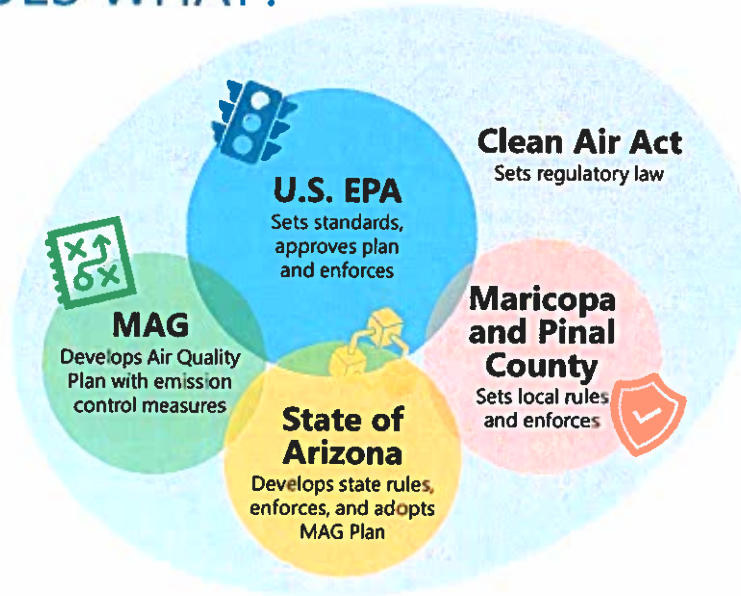 WHAT?
Clean Air Act
Sets regulatory law
U.S. EPA
Sets standards,
approves plan
and enforces
MAG
Develops Air Quality
Plan with emission
control measures
Maricopa
and Pinal
County
Sets local rules
and enforces
State of
Arizona
Develops state rules,
enforces, and adopts
MAG Plan